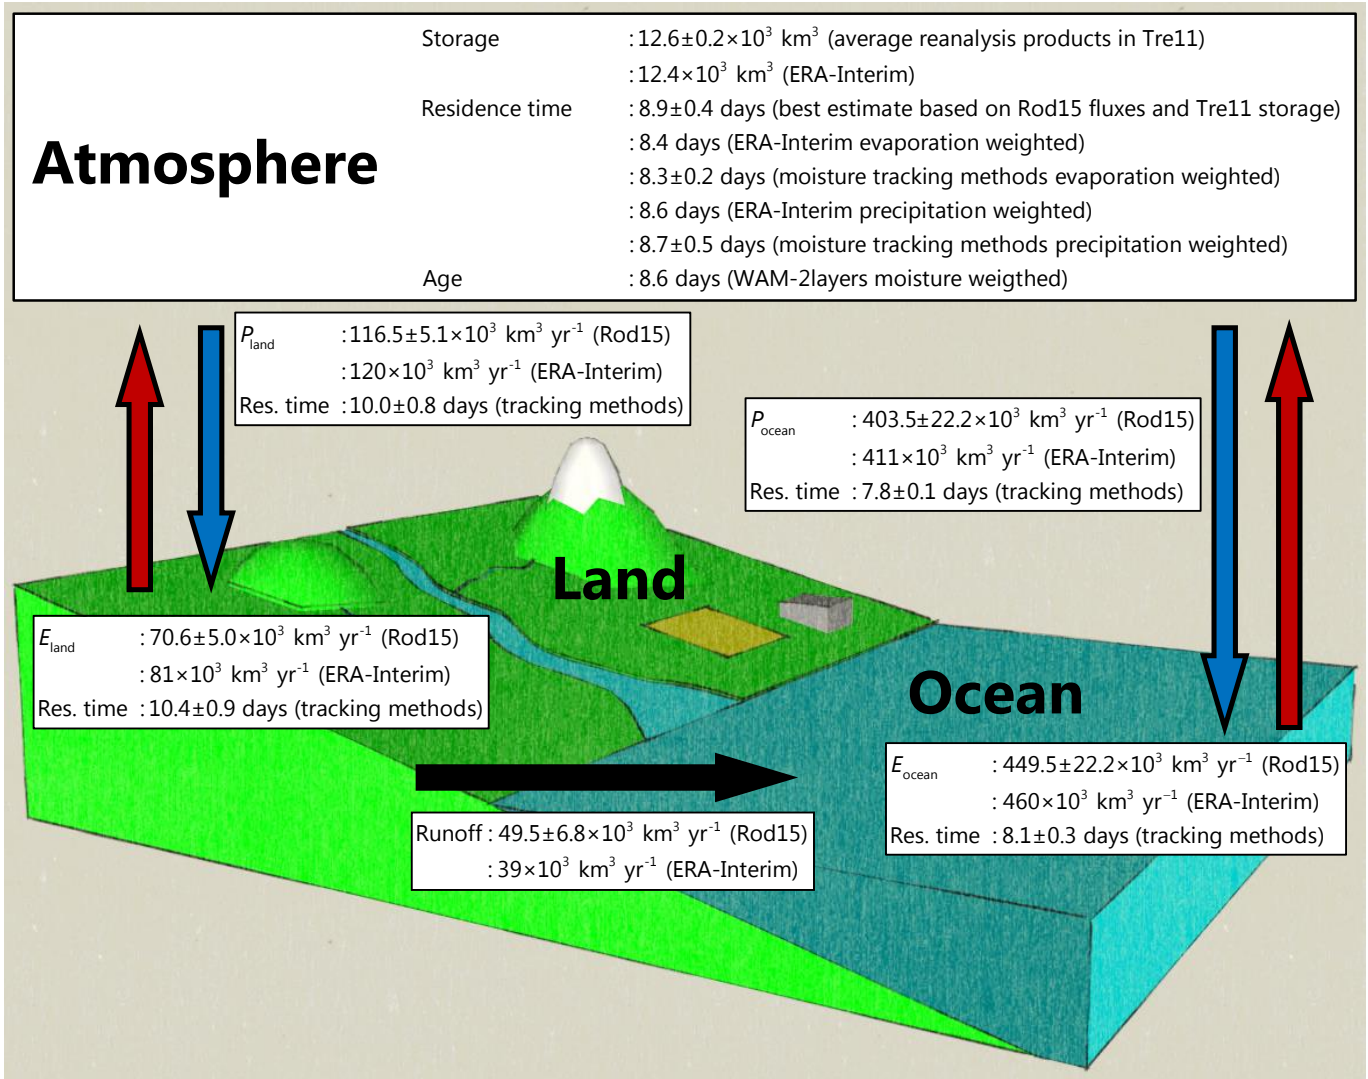 Atmosphere
Storage : 12.6±0.2×10³ km³ (average reanalysis products in Tre11)
: 12.4×10³ km³ (ERA-Interim)
Residence time : 8.9±0.4 days (best estimate based on Rod15 fluxes and Tre11 storage)
: 8.4 days (ERA-Interim evaporation weighted)
: 8.3±0.2 days (moisture tracking methods evaporation weighted)
: 8.6 days (ERA-Interim precipitation weighted)
: 8.7±0.5 days (moisture tracking methods precipitation weighted)
Age : 8.6 days (WAM-2layers moisture weigthed)
P_land : 116.5±5.1×10³ km³ yr⁻¹ (Rod15)
: 120×10³ km³ yr⁻¹ (ERA-Interim)
Res. time : 10.0±0.8 days (tracking methods)
P_ocean : 403.5±22.2×10³ km³ yr⁻¹ (Rod15)
: 411×10³ km³ yr⁻¹ (ERA-Interim)
Res. time : 7.8±0.1 days (tracking methods)
Land
E_land : 70.6±5.0×10³ km³ yr⁻¹ (Rod15)
: 81×10³ km³ yr⁻¹ (ERA-Interim)
Res. time : 10.4±0.9 days (tracking methods)
Ocean
E_ocean : 449.5±22.2×10³ km³ yr⁻¹ (Rod15)
: 460×10³ km³ yr⁻¹ (ERA-Interim)
Res. time : 8.1±0.3 days (tracking methods)
Runoff : 49.5±6.8×10³ km³ yr⁻¹ (Rod15)
: 39×10³ km³ yr⁻¹ (ERA-Interim)